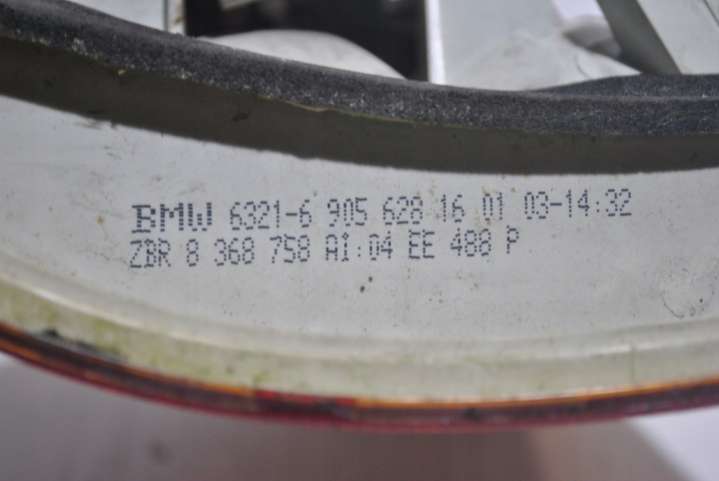 BMW 6321-6 905 628 16 01 03-14:32
ZBR 8 368 758 AI:04 EE 488 P